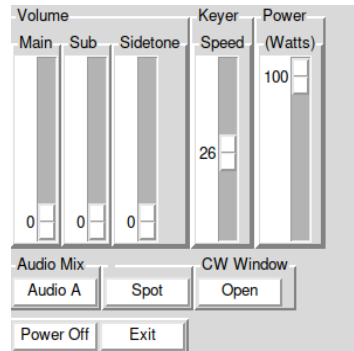 Volume Keyer Power
Main Sub Sidetone Speed (Watts)
100
26
0 0 0
Audio Mix CW Window
Audio A Spot Open
Power Off Exit